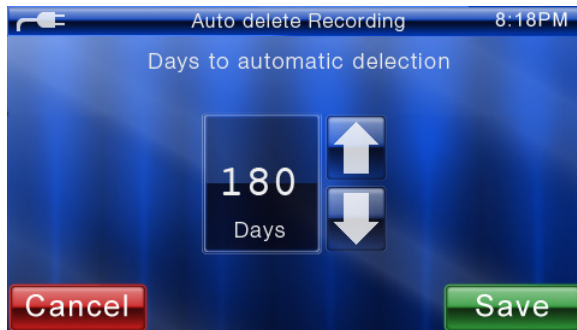 Auto delete Recording 8:18PM
Days to automatic delection
180
Days
Cancel Save